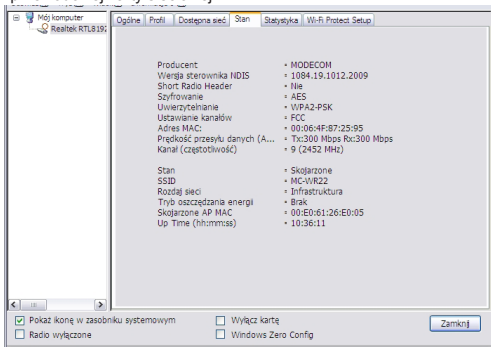 Mój komputer
Realtek RTL819
Ogólne Profil Dostępna sieć Stan Statystyka Wi-Fi Protect Setup
Producent = MODECOM
Wersja sterownika NDIS = 1084.19.1012.2009
Short Radio Header = Nie
Szyfrowanie = AES
Uwierzytelnianie = WPA2-PSK
Ustawianie kanałów = FCC
Adres MAC: = 00:06:4F:87:25:95
Prędkość przesyłu danych (A... = Tx:300 Mbps Rx:300 Mbps
Kanał (częstotliwość) = 9 (2452 MHz)
Stan = Skojarzone
SSID = MC-WR22
Rozdaj sieci = Infrastruktura
Tryb oszczędzania energii = Brak
Skojarzone AP MAC = 00:E0:61:26:E0:05
Up Time (hh:mm:ss) = 10:36:11
Pokaż ikonę w zasobniku systemowym
Wyłącz kartę
Radio wyłączone
Windows Zero Config
Zamknij